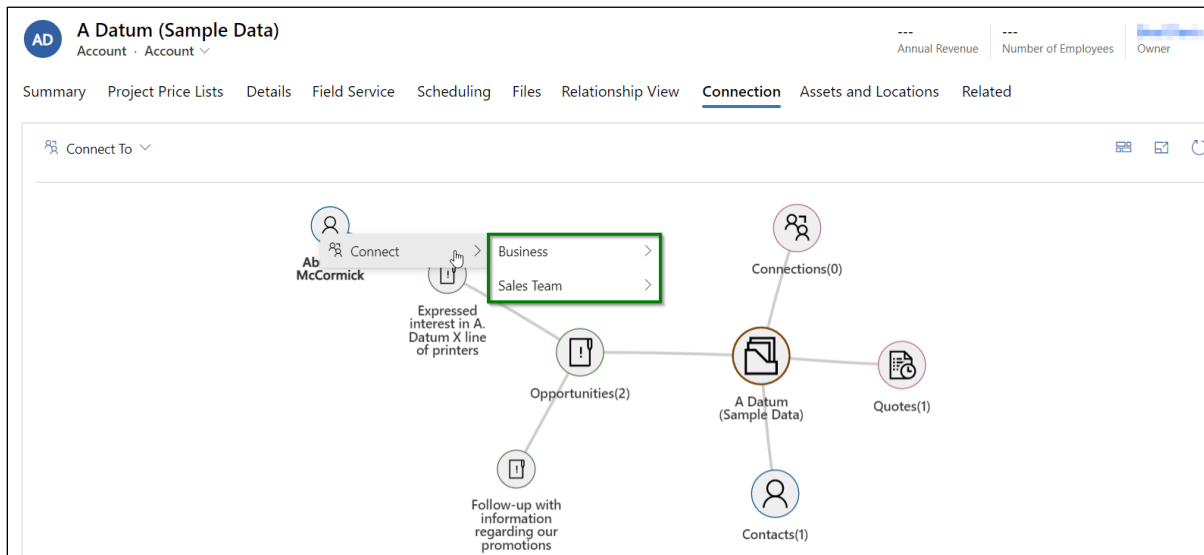 AD
A Datum (Sample Data)
Account · Account
---
Annual Revenue
---
Number of Employees
Owner
Summary Project Price Lists Details Field Service Scheduling Files Relationship View Connection Assets and Locations Related
Connect To
Connect
Business
Sales Team
Ab
McCormick
Connections(0)
Expressed
interest in A.
Datum X line
of printers
Opportunities(2)
A Datum
(Sample Data)
Quotes(1)
Follow-up with
information
regarding our
promotions
Contacts(1)